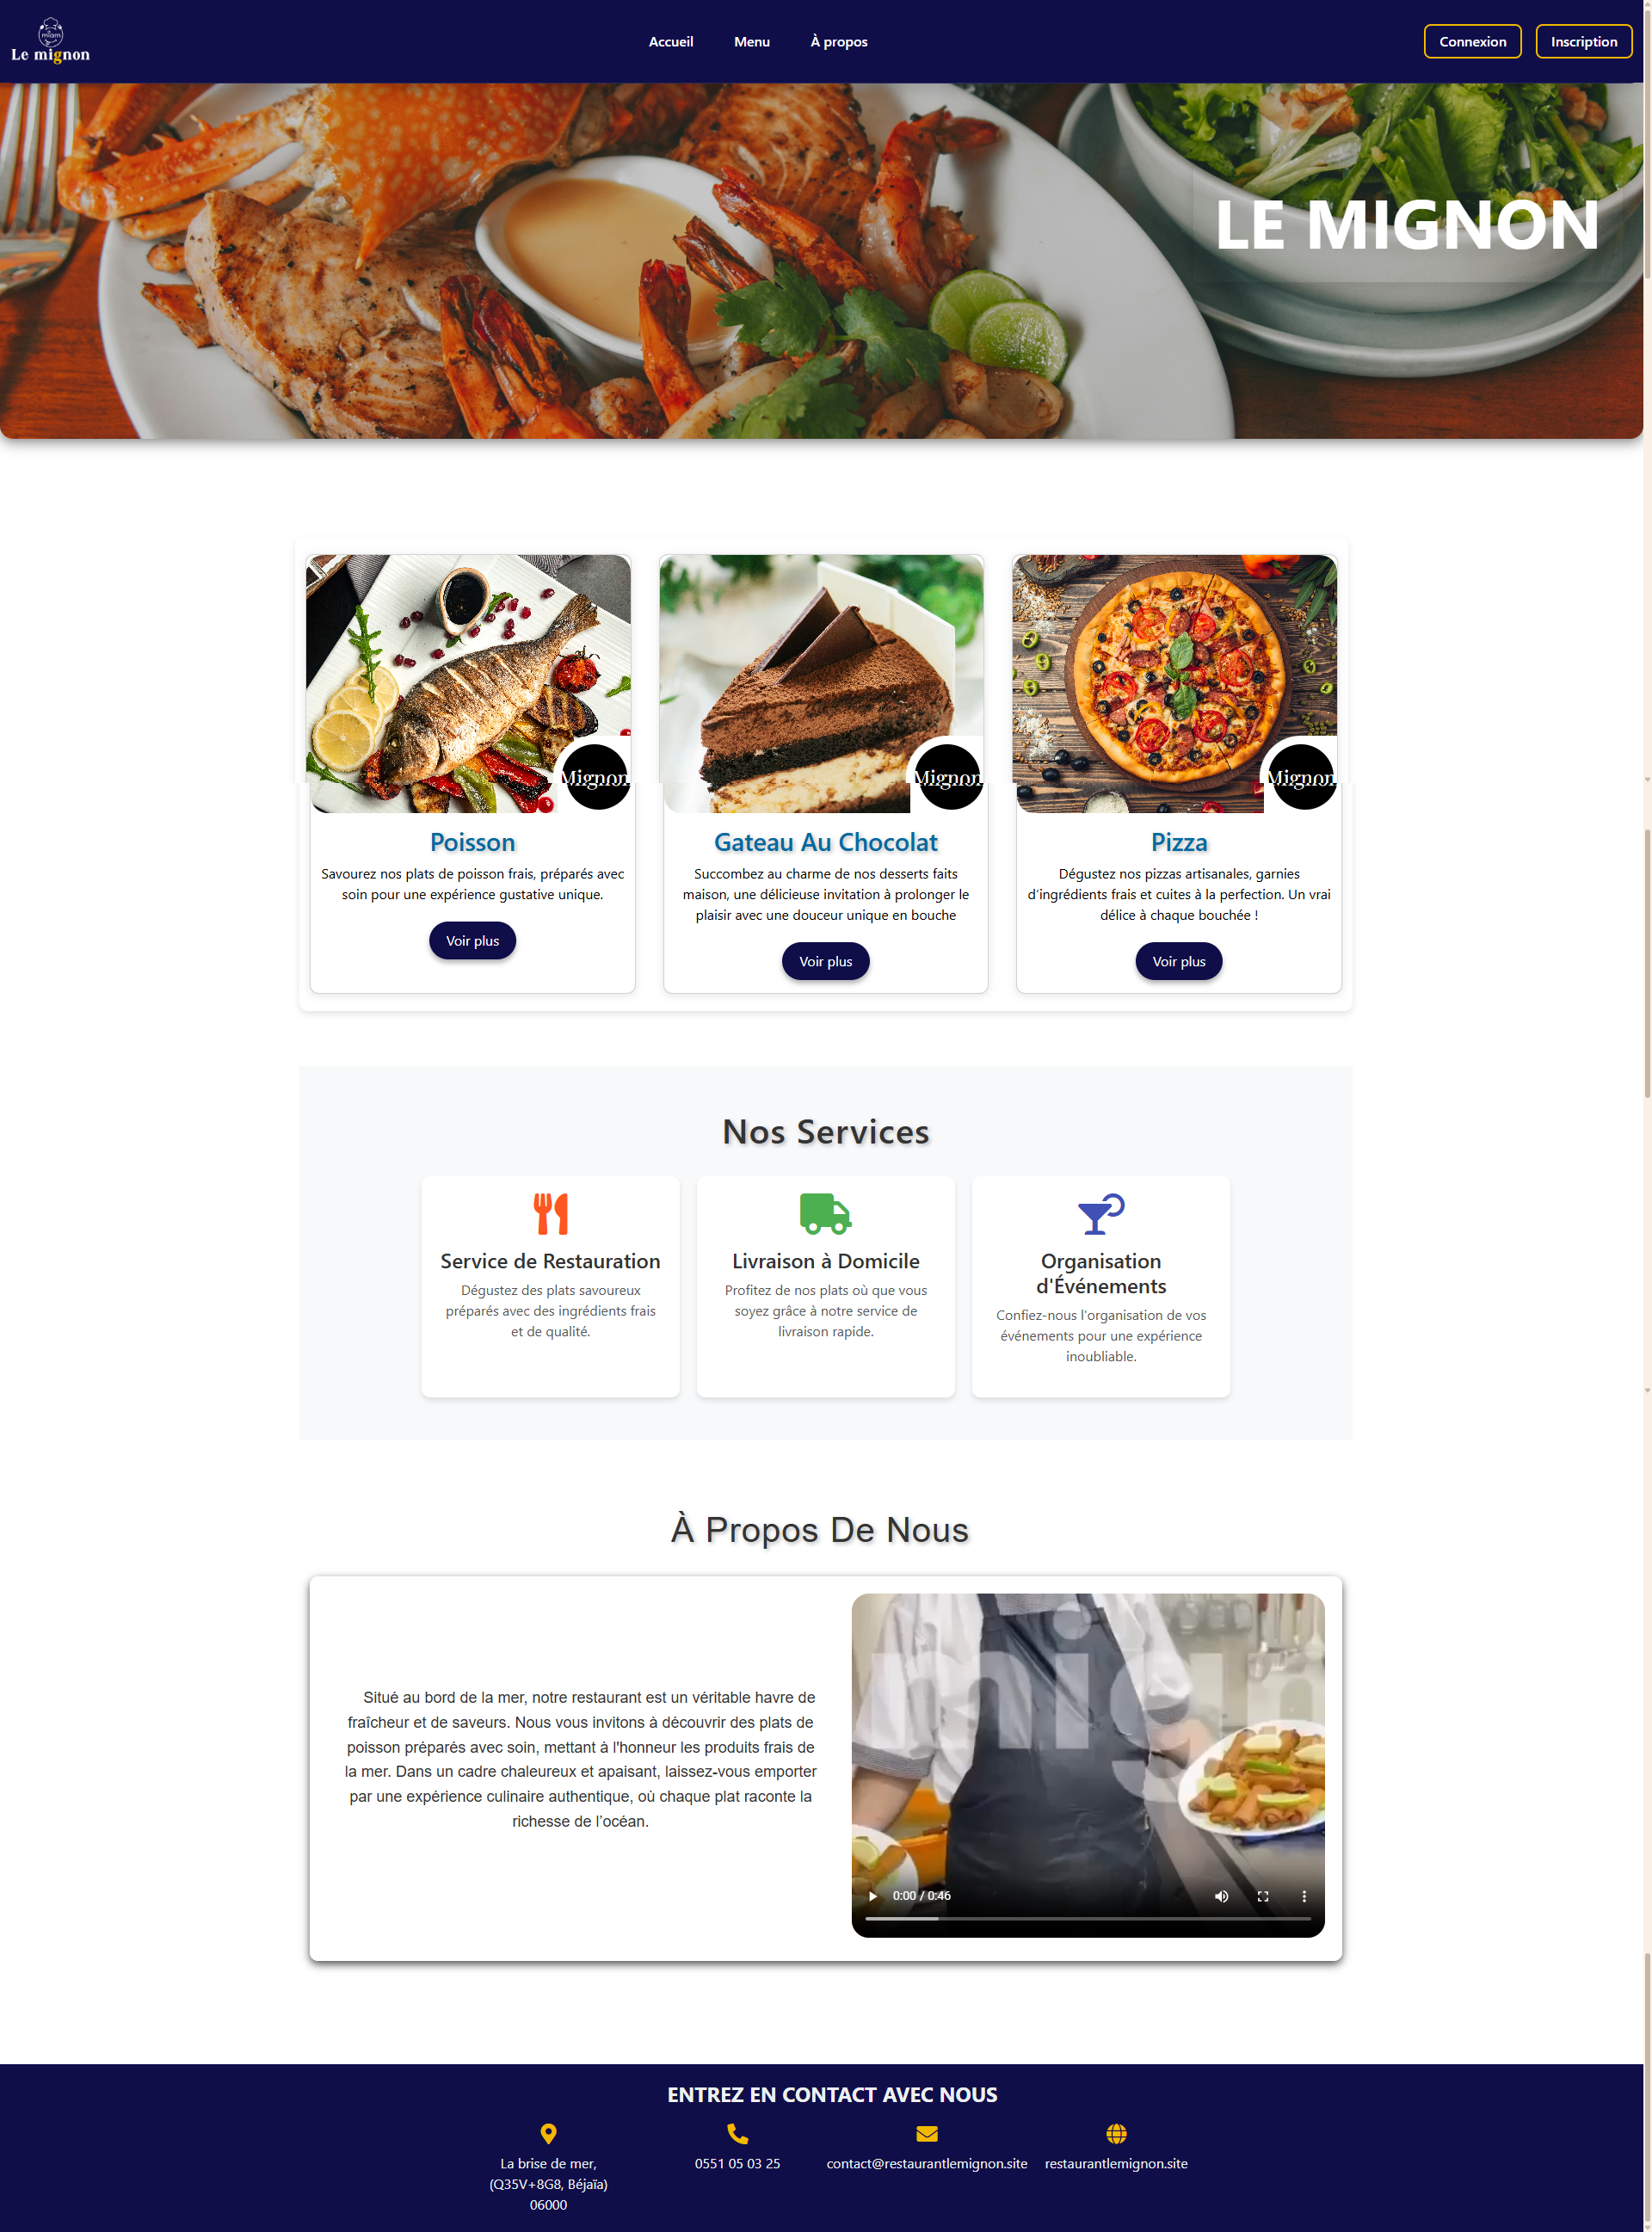 miam
Le mignon
Accueil
Menu
À propos
Connexion
Inscription
LE MIGNON
Mignon
Mignon
Mignon
Poisson
Savourez nos plats de poisson frais, préparés avec
soin pour une expérience gustative unique.
Voir plus
Gateau Au Chocolat
Succombez au charme de nos desserts faits
maison, une délicieuse invitation à prolonger le
plaisir avec une douceur unique en bouche
Voir plus
Pizza
Dégustez nos pizzas artisanales, garnies
d’ingrédients frais et cuites à la perfection. Un vrai
délice à chaque bouchée !
Voir plus
Nos Services
Service de Restauration
Dégustez des plats savoureux
préparés avec des ingrédients frais
et de qualité.
Livraison à Domicile
Profitez de nos plats où que vous
soyez grâce à notre service de
livraison rapide.
Organisation
d'Événements
Confiez-nous l'organisation de vos
événements pour une expérience
inoubliable.
À Propos De Nous
Situé au bord de la mer, notre restaurant est un véritable havre de
fraîcheur et de saveurs. Nous vous invitons à découvrir des plats de
poisson préparés avec soin, mettant à l'honneur les produits frais de
la mer. Dans un cadre chaleureux et apaisant, laissez-vous emporter
par une expérience culinaire authentique, où chaque plat raconte la
richesse de l’océan.
mign
0:00 / 0:46
ENTREZ EN CONTACT AVEC NOUS
La brise de mer,
(Q35V+8G8, Béjaïa)
06000
0551 05 03 25
contact@restaurantlemignon.site
restaurantlemignon.site